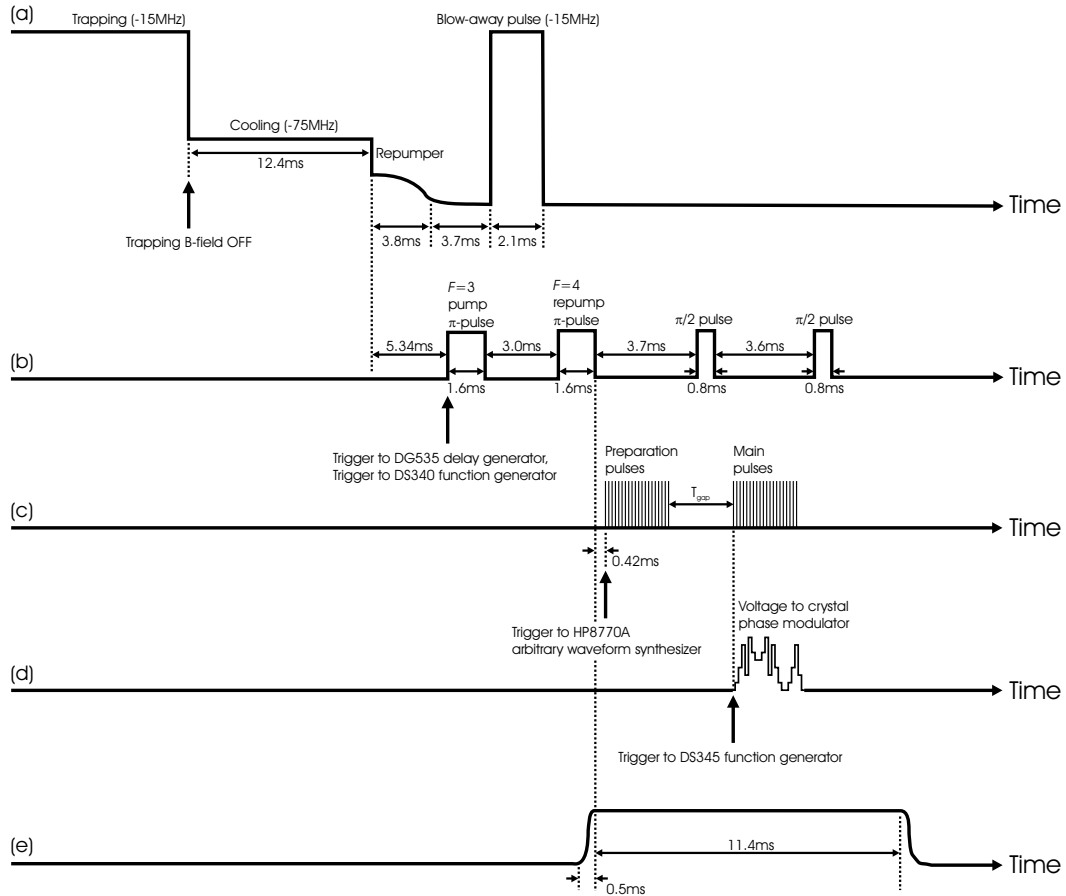 (a)
Trapping (-15MHz)
Blow-away pulse (-15MHz)
Cooling (-75MHz)
12.4ms
Repumper
Time
Trapping B-field OFF
3.8ms
3.7ms
2.1ms
(b)
F=3
pump
π-pulse
F=4
repump
π-pulse
π/2 pulse
π/2 pulse
5.34ms
3.0ms
3.7ms
3.6ms
Time
1.6ms
1.6ms
0.8ms
0.8ms
Trigger to DG535 delay generator,
Trigger to DS340 function generator
(c)
Preparation
pulses
Main
pulses
Tgap
Time
0.42ms
Trigger to HP8770A
arbitrary waveform synthesizer
(d)
Voltage to crystal
phase modulator
Time
Trigger to DS345 function generator
(e)
11.4ms
Time
0.5ms